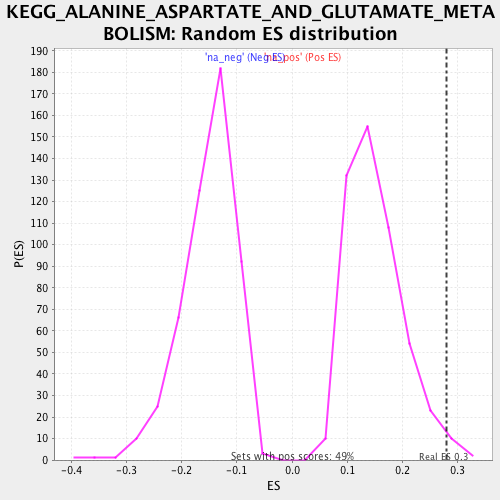 KEGG_ALANINE_ASPARTATE_AND_GLUTAMATE_META
BOLISM: Random ES distribution
'na_neg' (Neg ES) 'na_pos' (Pos ES)
190
180
170
160
150
140
130
120
110
100
90
80
70
60
50
40
30
20
10
0
P(ES)
Sets with pos scores: 49%
Real ES 0.3
-0.4 -0.3 -0.2 -0.1 0.0 0.1 0.2 0.3
ES